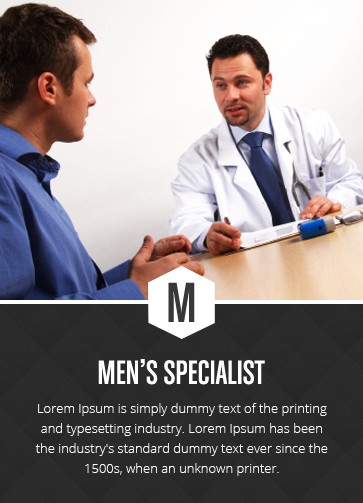 M
MEN'S SPECIALIST
Lorem Ipsum is simply dummy text of the printing
and typesetting industry. Lorem Ipsum has been
the industry's standard dummy text ever since the
1500s, when an unknown printer.